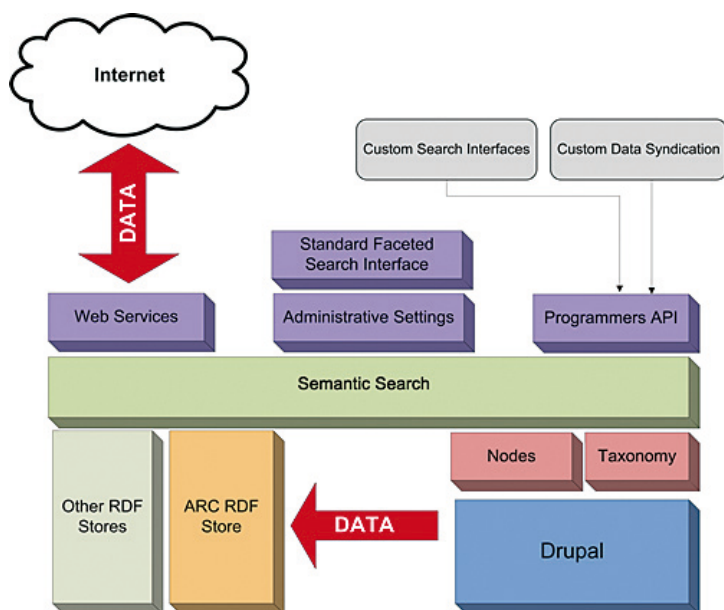 Internet
DATA
Custom Search Interfaces
Custom Data Syndication
Standard Faceted
Search Interface
Web Services
Administrative Settings
Programmers API
Semantic Search
Other RDF
Stores
ARC RDF
Store
DATA
Nodes
Taxonomy
Drupal